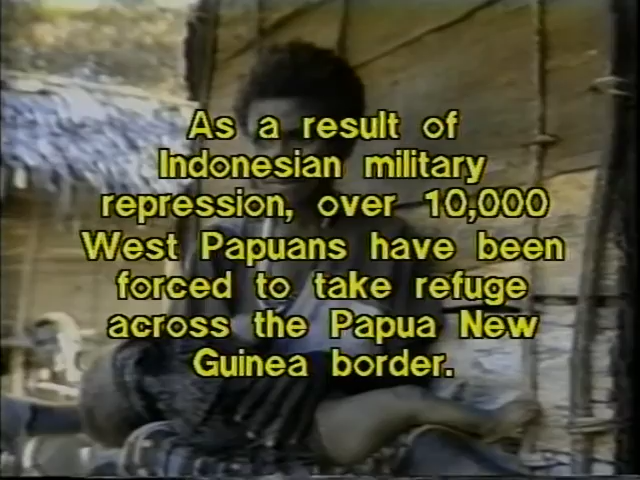 As a result of
Indonesian military
repression, over 10,000
West Papuans have been
forced to take refuge
across the Papua New
Guinea border.